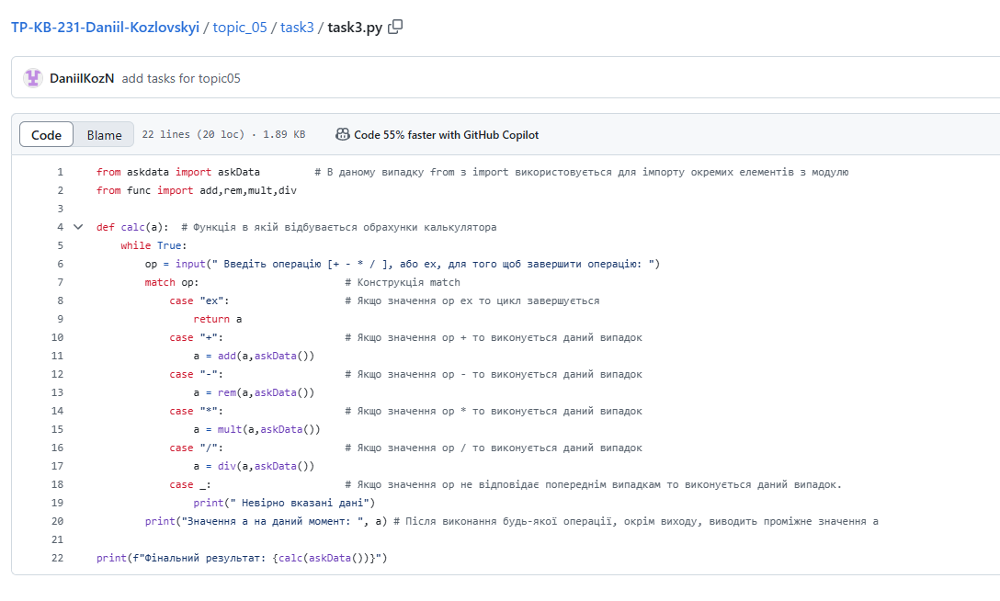 TP-KB-231-Daniil-Kozlovskyi / topic_05 / task3 / task3.py
DaniilKozN add tasks for topic05
Code Blame 22 lines (20 loc) · 1.89 KB Code 55% faster with GitHub Copilot
1 from askdata import askData # В даному випадку from з import використовується для імпорту окремих елементів з модулю
2 from func import add,rem,mult,div
3
4 def calc(a): # Функція в якій відбувається обрахунки калькулятора
5 while True:
6 op = input(" Введіть операцію [+ - * / ], або ex, для того щоб завершити операцію: ")
7 match op: # Конструкція match
8 case "ex": # Якщо значення op ex то цикл завершується
9 return a
10 case "+": # Якщо значення op + то виконується даний випадок
11 a = add(a,askData())
12 case "-": # Якщо значення op - то виконується даний випадок
13 a = rem(a,askData())
14 case "*": # Якщо значення op * то виконується даний випадок
15 a = mult(a,askData())
16 case "/": # Якщо значення op / то виконується даний випадок
17 a = div(a,askData())
18 case _: # Якщо значення op не відповідає попереднім випадкам то виконується даний випадок.
19 print(" Невірно вказані дані")
20 print("Значення a на даний момент: ", a) # Після виконання будь-якої операції, окрім виходу, виводить проміжне значення a
21
22 print(f"Фінальний результат: {calc(askData())}")